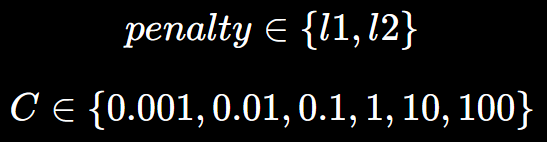 penalty ∈ {l1, l2}
C ∈ {0.001, 0.01, 0.1, 1, 10, 100}